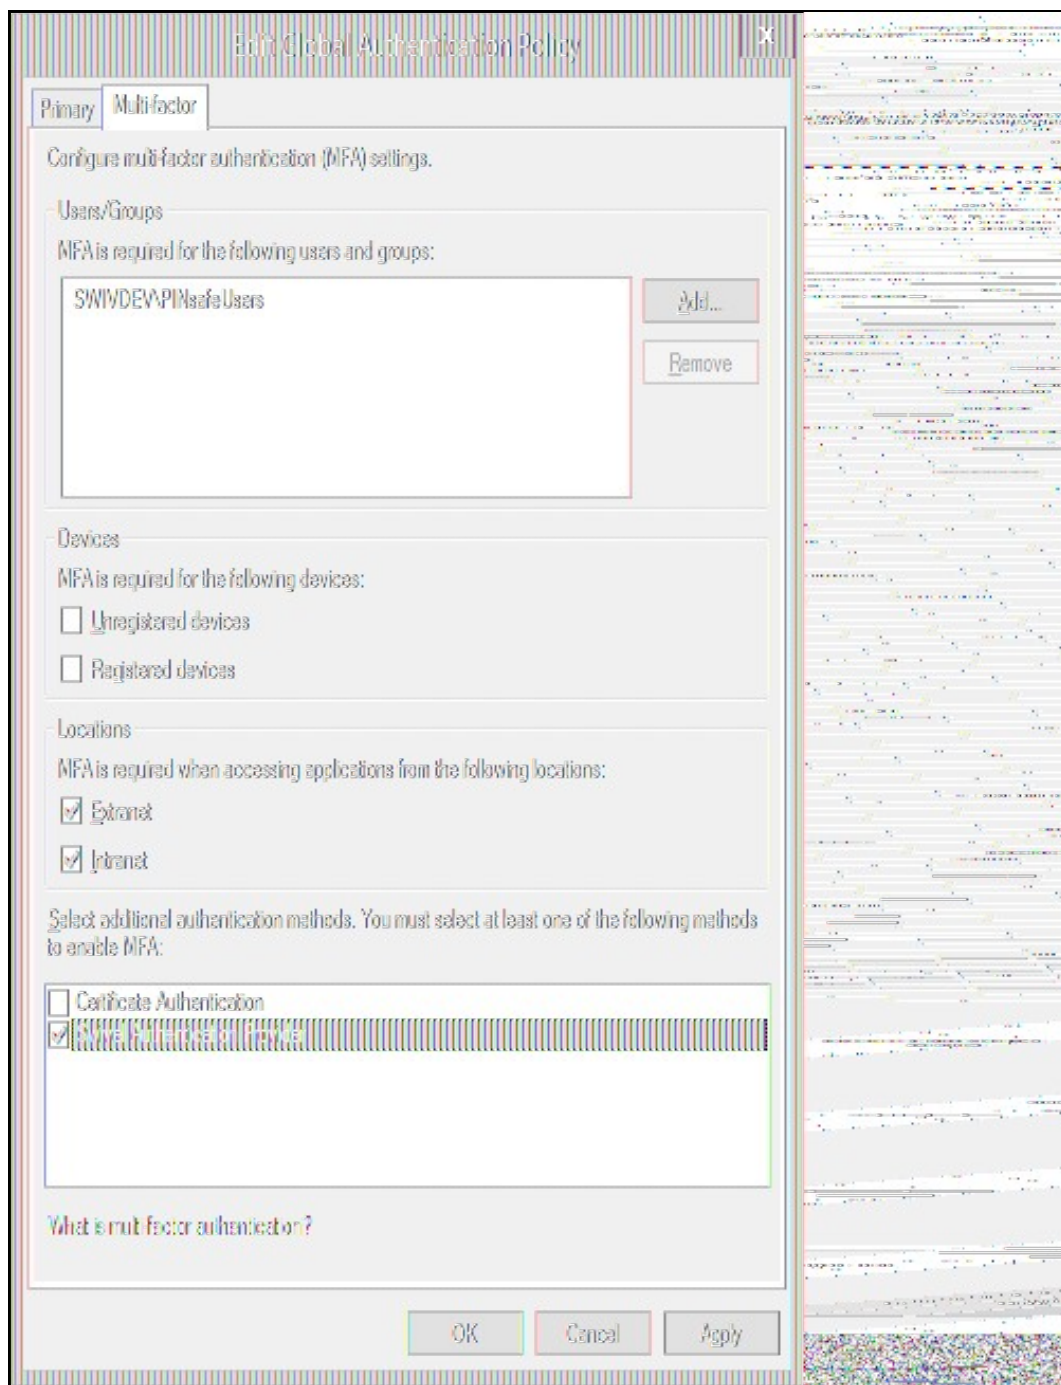 Edit Global Authentication Policy
X
Primary
Multi-factor
Configure multi-factor authentication (MFA) settings.
Users/Groups
MFA is required for the following users and groups:
SWIVDEV\PINsafeUsers
Add...
Remove
Devices
MFA is required for the following devices:
Unregistered devices
Registered devices
Locations
MFA is required when accessing applications from the following locations:
Extranet
Intranet
Select additional authentication methods. You must select at least one of the following methods
to enable MFA:
Certificate Authentication
Swivel Authentication Provider
What is multi-factor authentication?
OK
Cancel
Apply